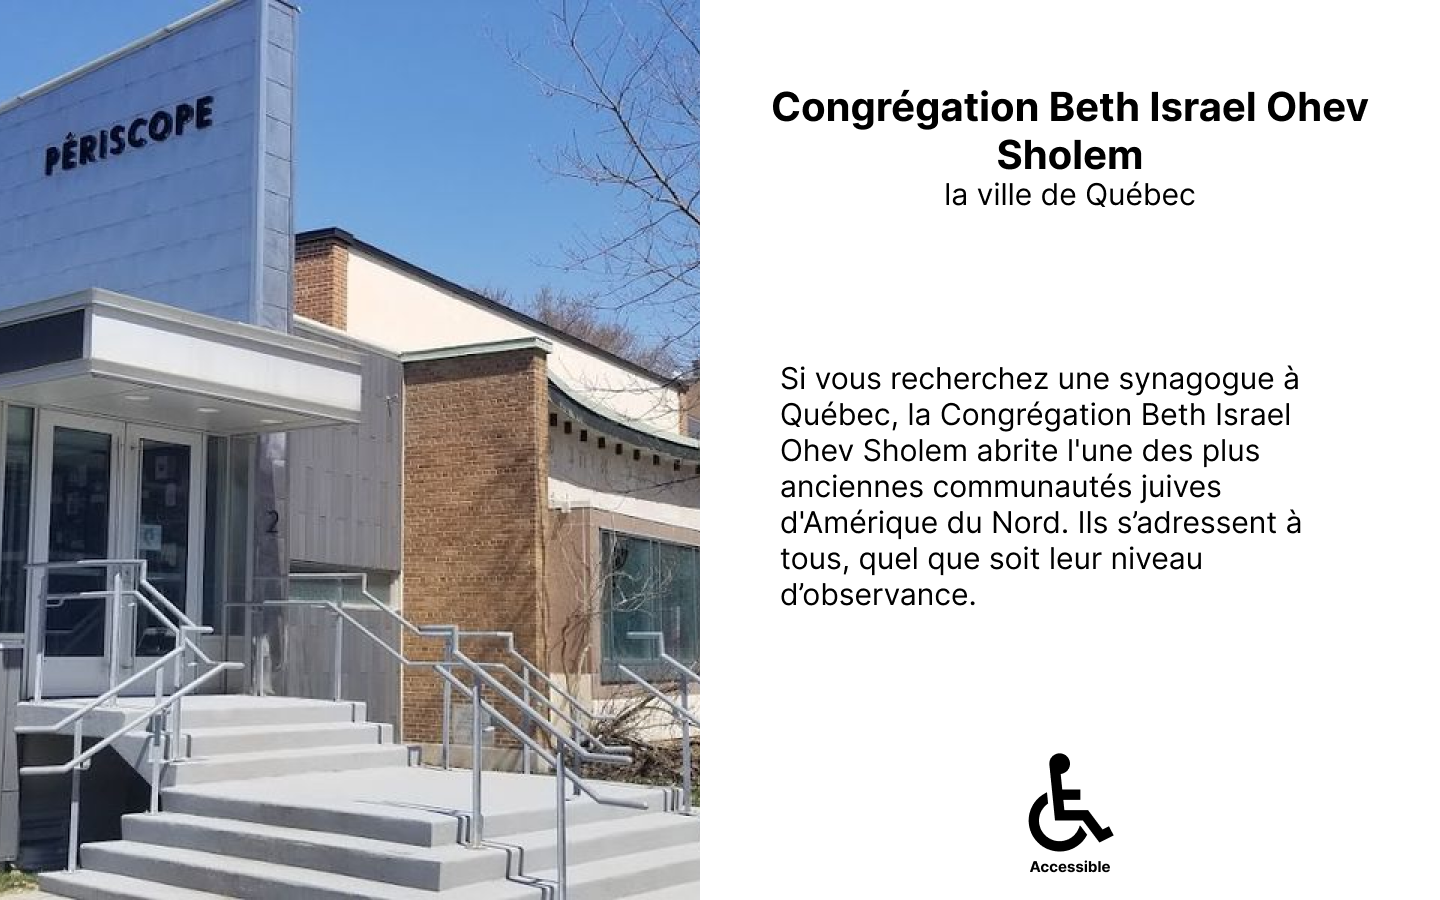 PÉRISCOPE
2
Congrégation Beth Israel Ohev
Sholem
la ville de Québec
Si vous recherchez une synagogue à
Québec, la Congrégation Beth Israel
Ohev Sholem abrite l'une des plus
anciennes communautés juives
d'Amérique du Nord. Ils s’adressent à
tous, quel que soit leur niveau
d’observance.
Accessible